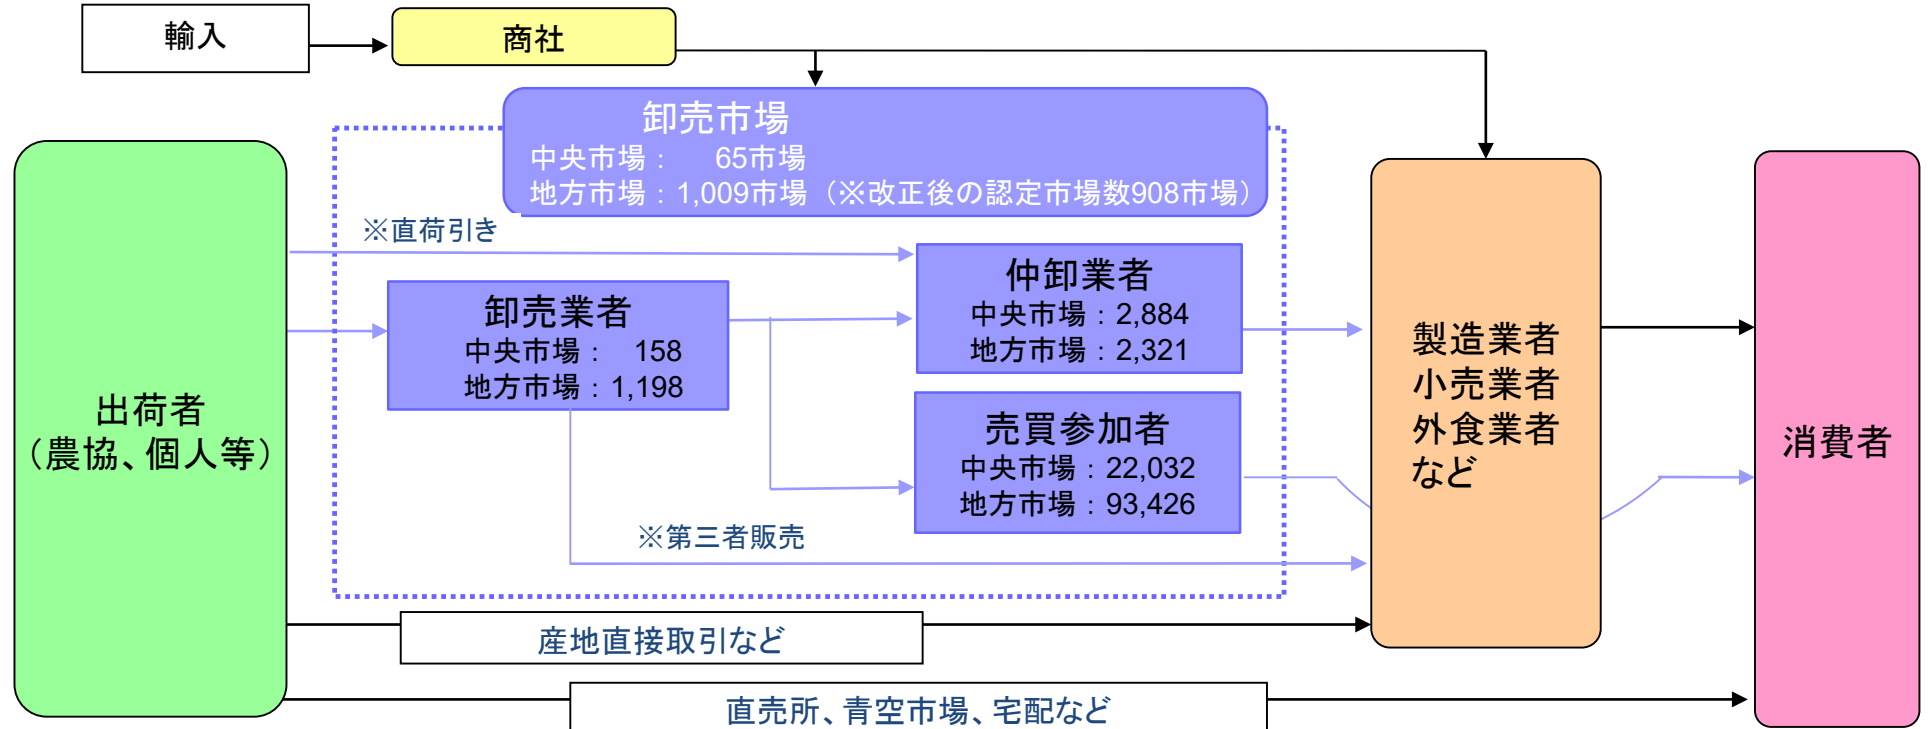 輸入
商社
卸売市場
中央市場： 65市場
地方市場：1,009市場（※改正後の認定市場数908市場）
※直荷引き
仲卸業者
中央市場：2,884
地方市場：2,321
卸売業者
中央市場： 158
地方市場：1,198
売買参加者
中央市場：22,032
地方市場：93,426
※第三者販売
出荷者
（農協、個人等）
製造業者
小売業者
外食業者
など
消費者
産地直接取引など
直売所、青空市場、宅配など